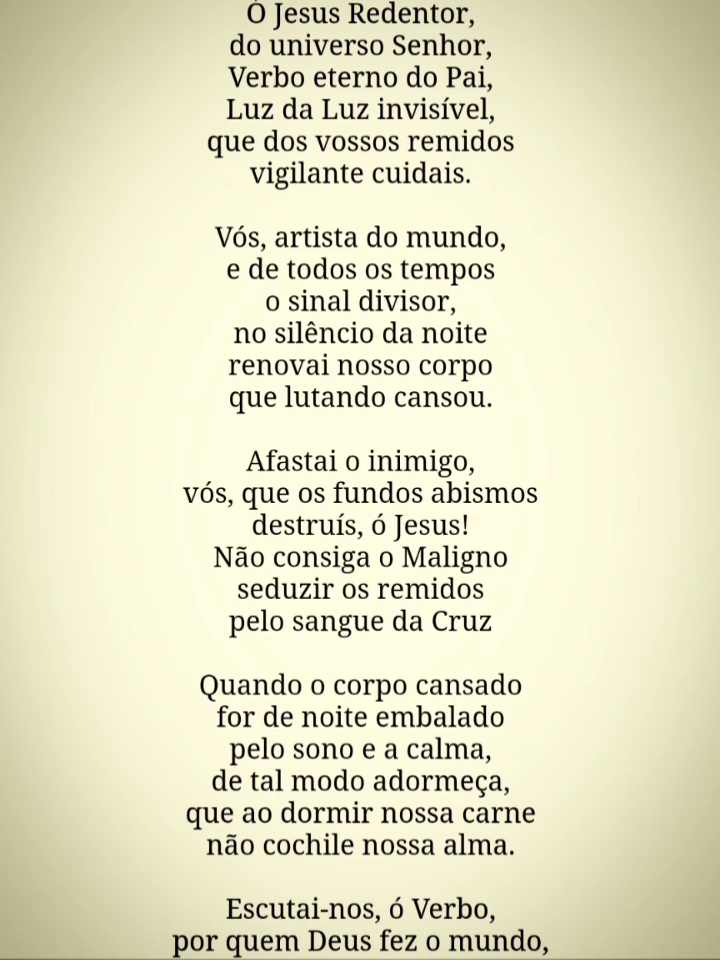 Ó Jesus Redentor,
do universo Senhor,
Verbo eterno do Pai,
Luz da Luz invisível,
que dos vossos remidos
vigilante cuidais.
Vós, artista do mundo,
e de todos os tempos
o sinal divisor,
no silêncio da noite
renovai nosso corpo
que lutando cansou.
Afastai o inimigo,
vós, que os fundos abismos
destruís, ó Jesus!
Não consiga o Maligno
seduzir os remidos
pelo sangue da Cruz
Quando o corpo cansado
for de noite embalado
pelo sono e a calma,
de tal modo adormeça,
que ao dormir nossa carne
não cochile nossa alma.
Escutai-nos, ó Verbo,
por quem Deus fez o mundo,